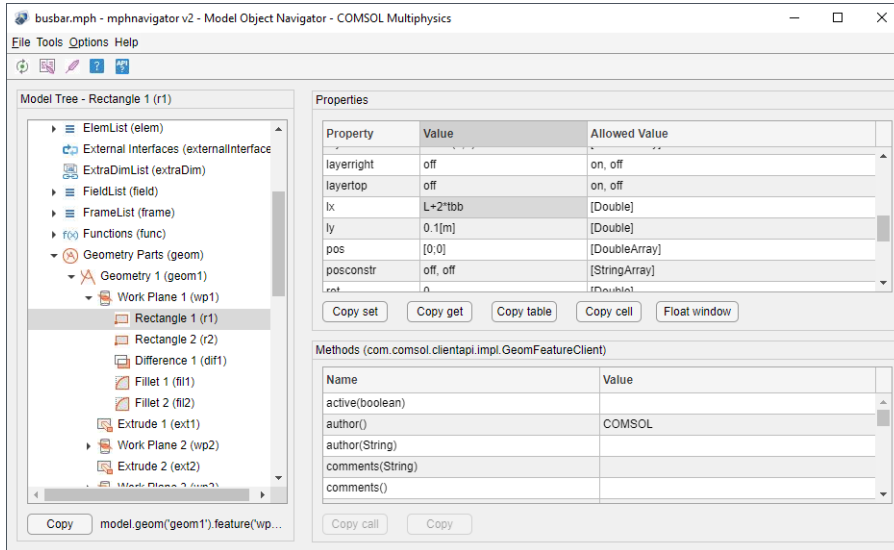 busbar.mph - mphnavigator v2 - Model Object Navigator - COMSOL Multiphysics
File Tools Options Help
Model Tree - Rectangle 1 (r1)
ElemList (elem)
External Interfaces (externalInterface
ExtraDimList (extraDim)
FieldList (field)
FrameList (frame)
f(x) Functions (func)
Geometry Parts (geom)
Geometry 1 (geom1)
Work Plane 1 (wp1)
Rectangle 1 (r1)
Rectangle 2 (r2)
Difference 1 (dif1)
Fillet 1 (fil1)
Fillet 2 (fil2)
Extrude 1 (ext1)
Work Plane 2 (wp2)
Extrude 2 (ext2)
Work Plane 3 (wp3)
Copy model.geom('geom1').feature('wp...
Properties
Property Value Allowed Value
layerright off on, off
layertop off on, off
lx L+2*tbb [Double]
ly 0.1[m] [Double]
pos [0;0] [DoubleArray]
posconstr off, off [StringArray]
rot 0 [Double]
Copy set Copy get Copy table Copy cell Float window
Methods (com.comsol.clientapi.impl.GeomFeatureClient)
Name Value
active(boolean)
author() COMSOL
author(String)
comments(String)
comments()
Copy call Copy